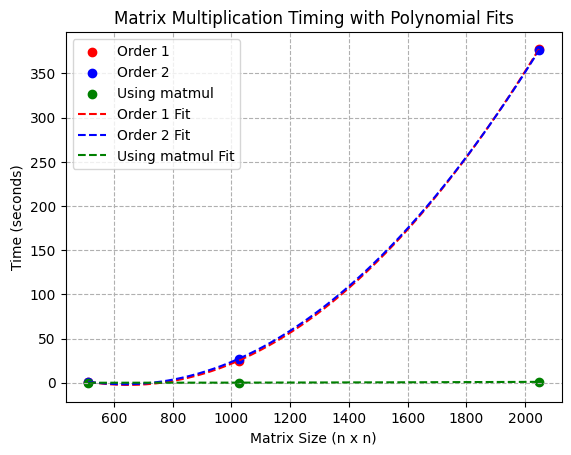 Matrix Multiplication Timing with Polynomial Fits
Order 1
Order 2
Using matmul
Order 1 Fit
Order 2 Fit
Using matmul Fit
Time (seconds)
350
300
250
200
150
100
50
0
600 800 1000 1200 1400 1600 1800 2000
Matrix Size (n x n)